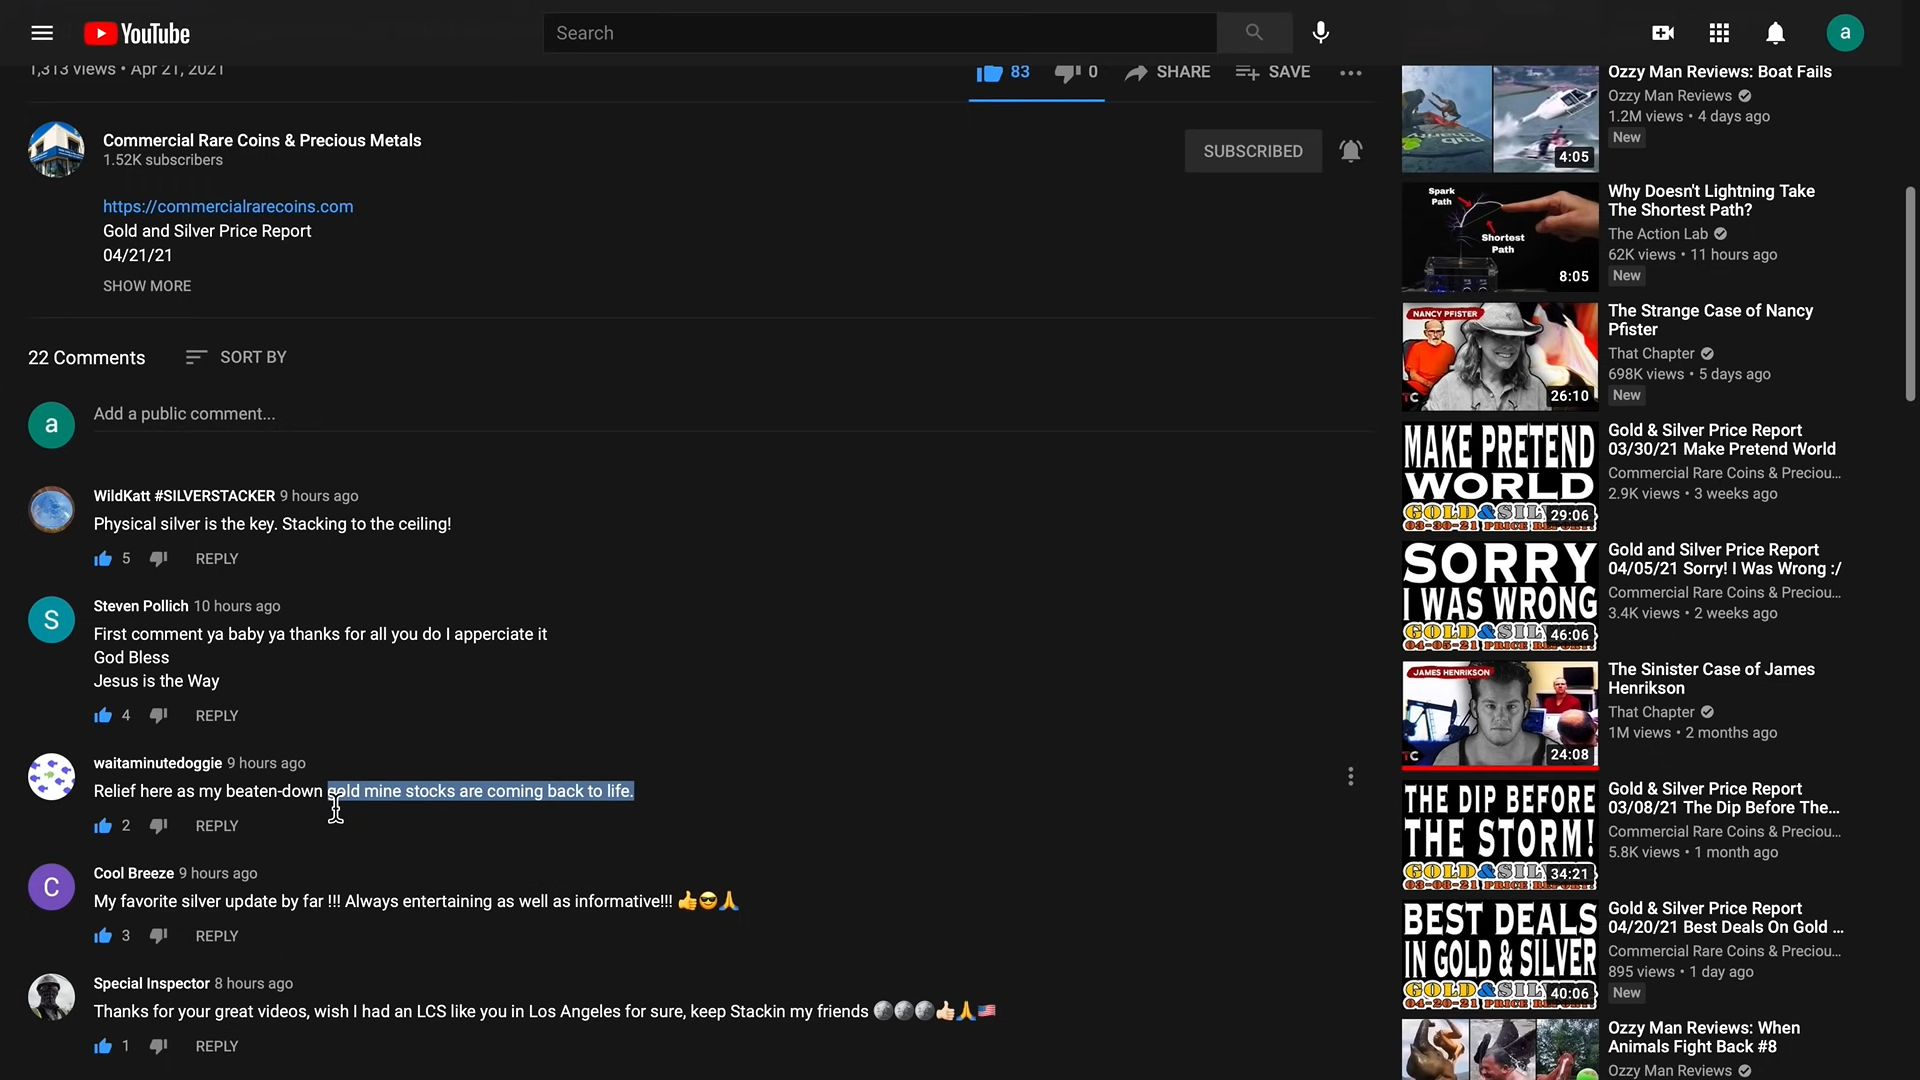 YouTube
Search
a
1,313 views • Apr 21, 2021
83
0
SHARE
SAVE
Commercial Rare Coins & Precious Metals
1.52K subscribers
SUBSCRIBED
https://commercialrarecoins.com
Gold and Silver Price Report
04/21/21
SHOW MORE
22 Comments
SORT BY
a
Add a public comment...
WildKatt #SILVERSTACKER 9 hours ago
Physical silver is the key. Stacking to the ceiling!
5
REPLY
S
Steven Pollich 10 hours ago
First comment ya baby ya thanks for all you do I apperciate it
God Bless
Jesus is the Way
4
REPLY
waitaminutedoggie 9 hours ago
Relief here as my beaten-down gold mine stocks are coming back to life.
2
REPLY
C
Cool Breeze 9 hours ago
My favorite silver update by far !!! Always entertaining as well as informative!!! 👍😎🙏
3
REPLY
Special Inspector 8 hours ago
Thanks for your great videos, wish I had an LCS like you in Los Angeles for sure, keep Stackin my friends 🌚🌚🌚👍🏻🙏🇺🇸
1
REPLY
4:05
Ozzy Man Reviews: Boat Fails
Ozzy Man Reviews
1.2M views • 4 days ago
New
Spark
Path
Shortest
Path
8:05
Why Doesn't Lightning Take
The Shortest Path?
The Action Lab
62K views • 11 hours ago
New
NANCY PFISTER
TC
26:10
The Strange Case of Nancy
Pfister
That Chapter
698K views • 5 days ago
New
MAKE PRETEND
WORLD
GOLD & SIL
03-30-21 PRICE
29:06
Gold & Silver Price Report
03/30/21 Make Pretend World
Commercial Rare Coins & Preciou...
2.9K views • 3 weeks ago
SORRY
I WAS WRONG
GOLD & SIL
04-05-21 PRICE
46:06
Gold and Silver Price Report
04/05/21 Sorry! I Was Wrong :/
Commercial Rare Coins & Preciou...
3.4K views • 2 weeks ago
JAMES HENRIKSON
TC
24:08
The Sinister Case of James
Henrikson
That Chapter
1M views • 2 months ago
THE DIP BEFORE
THE STORM!
GOLD & SIL
03-08-21 PRICE
34:21
Gold & Silver Price Report
03/08/21 The Dip Before The...
Commercial Rare Coins & Preciou...
5.8K views • 1 month ago
BEST DEALS
IN GOLD & SILVER
GOLD & SIL
04-20-21 PRICE
40:06
Gold & Silver Price Report
04/20/21 Best Deals On Gold ...
Commercial Rare Coins & Preciou...
895 views • 1 day ago
New
Ozzy Man Reviews: When
Animals Fight Back #8
Ozzy Man Reviews